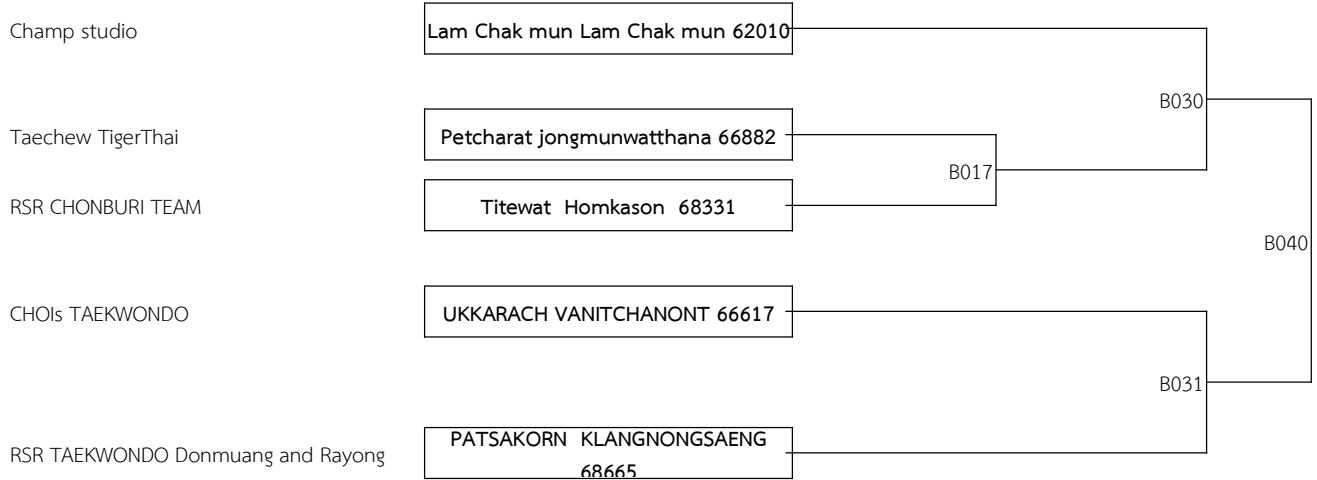 Champ studio
Lam Chak mun Lam Chak mun 62010
B030
Taechew TigerThai
Petcharat jongmunwatthana 66882
B017
RSR CHONBURI TEAM
Titewat Homkason 68331
B040
CHOIs TAEKWONDO
UKKARACH VANITCHANONT 66617
B031
RSR TAEKWONDO Donmuang and Rayong
PATSAKORN KLANGNONGSAENG
68665